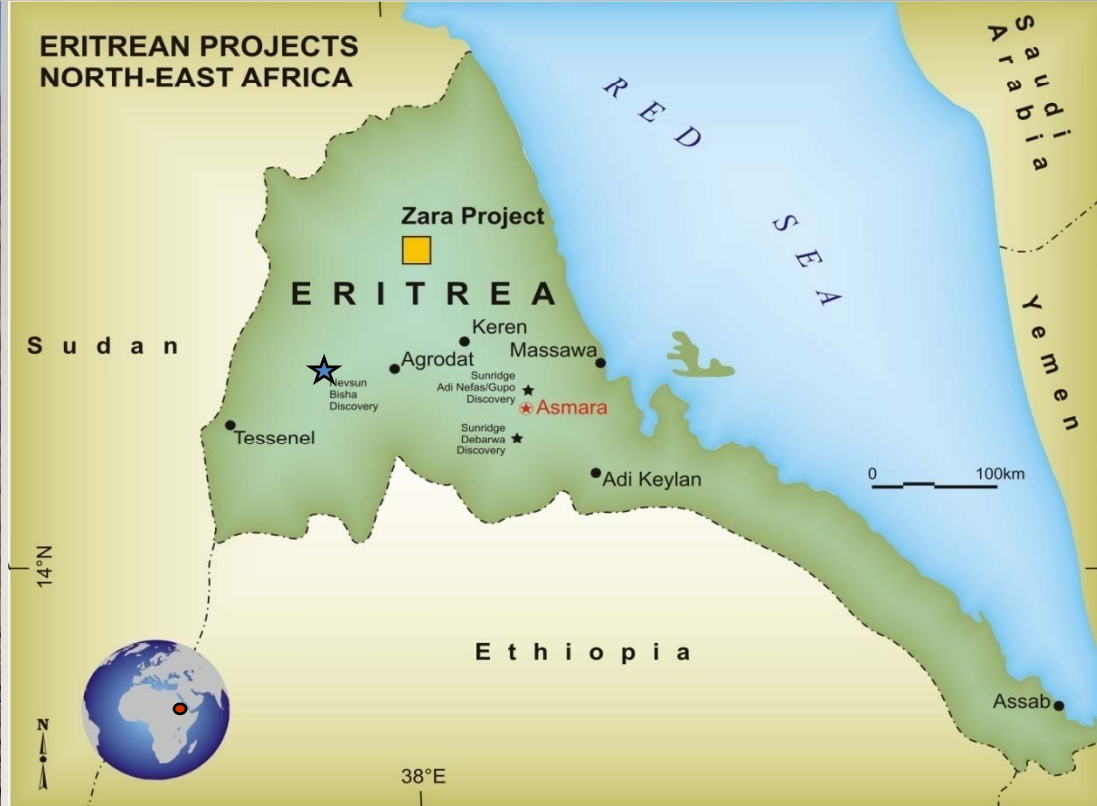 ERITREAN PROJECTS
NORTH-EAST AFRICA
RED SEA
Saudi
Arabia
Zara Project
ERITREA
Sudan
Keren
Massawa
Agrodat
Sunridge
Adi Nefas/Gupo
Discovery
Nevsun
Bisha
Discovery
Asmara
Yemen
Tessenel
Sunridge
Debarwa
Discovery
Adi Keylan
0 100km
14°N
Ethiopia
Assab
N
38°E